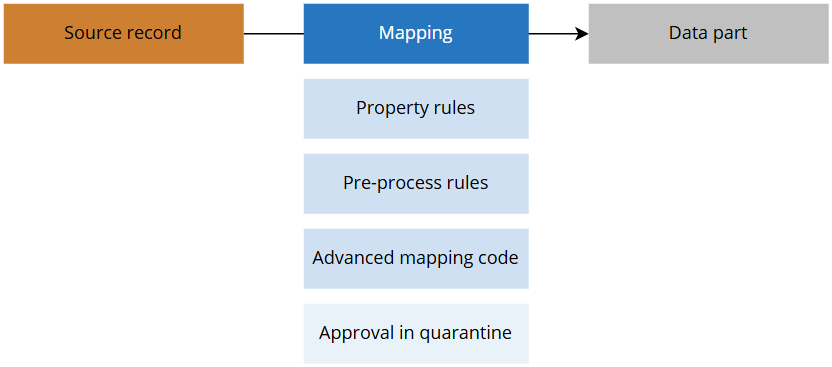 Source record
Mapping
Data part
Property rules
Pre-process rules
Advanced mapping code
Approval in quarantine